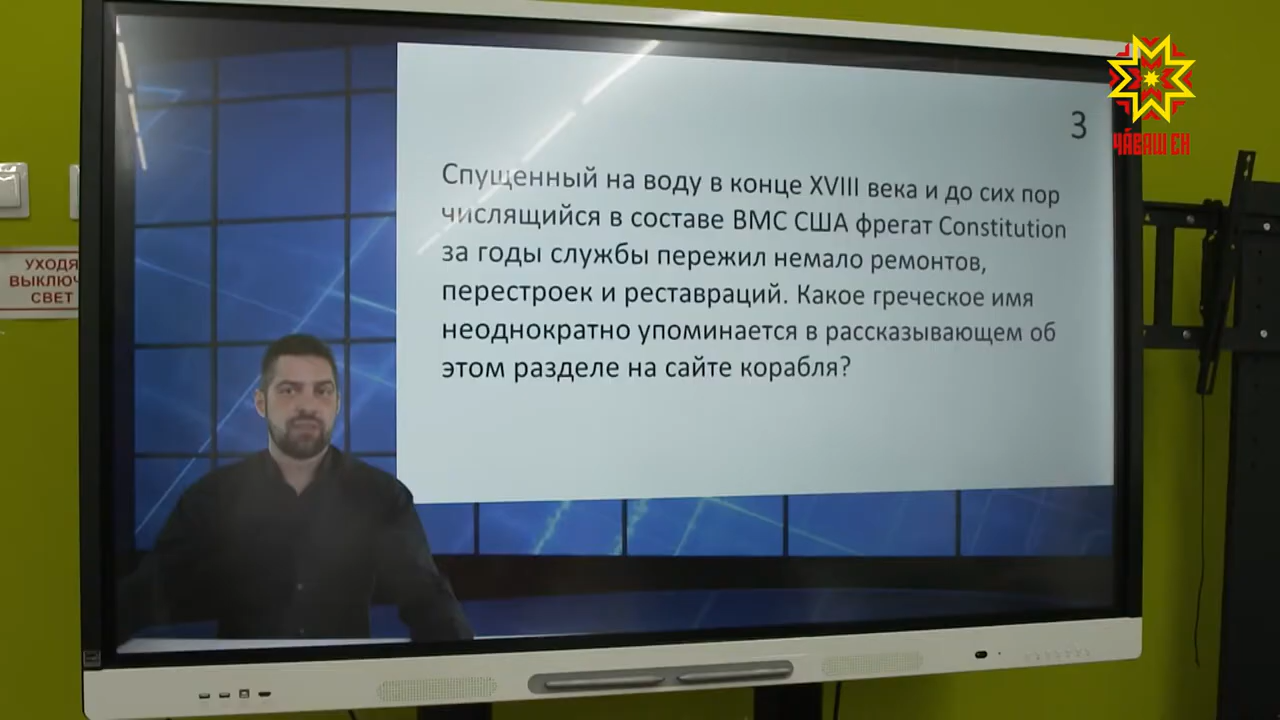 3
Спущенный на воду в конце XVIII века и до сих пор
числящийся в составе ВМС США фрегат Constitution
за годы службы пережил немало ремонтов,
перестроек и реставраций. Какое греческое имя
неоднократно упоминается в рассказывающем об
этом разделе на сайте корабля?
УХОДЯ
ВЫКЛЮЧ
СВЕТ
ЧӐВАШ ЕН